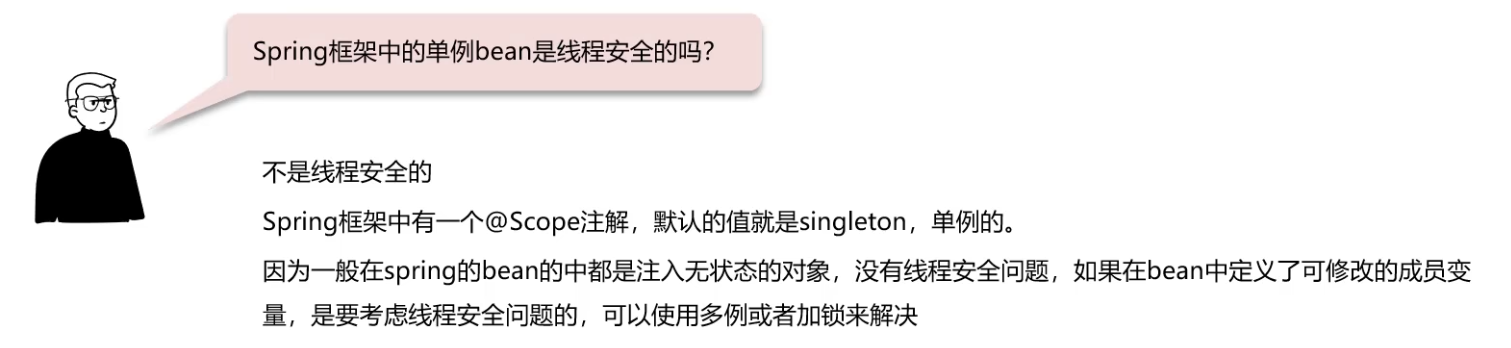 Spring框架中的单例bean是线程安全的吗？
不是线程安全的
Spring框架中有一个@Scope注解，默认的值就是singleton，单例的。
因为一般在spring的bean的中都是注入无状态的对象，没有线程安全问题，如果在bean中定义了可修改的成员变
量，是要考虑线程安全问题的，可以使用多例或者加锁来解决